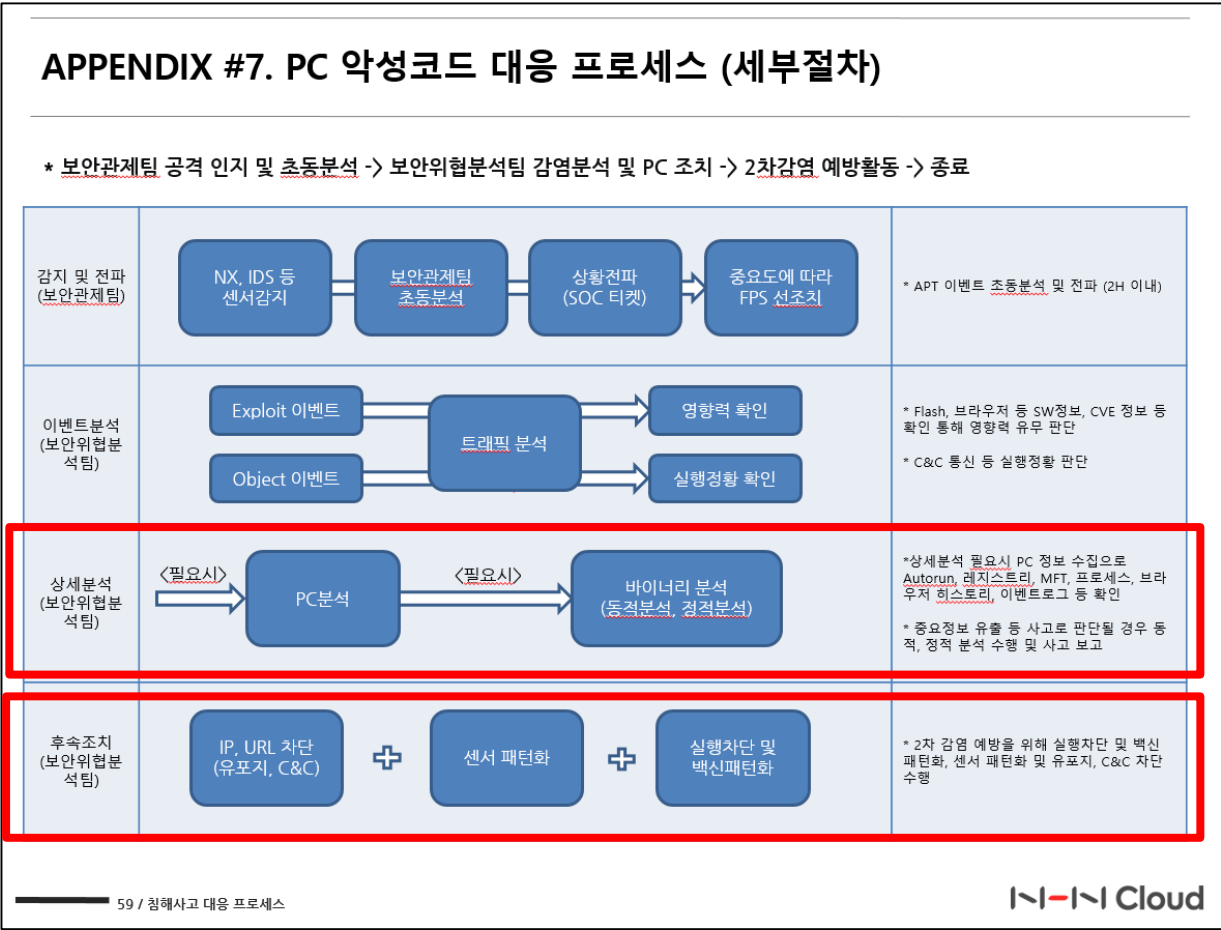 APPENDIX #7. PC 악성코드 대응 프로세스 (세부절차)
* 보안관제팀 공격 인지 및 초동분석 -> 보안위협분석팀 감염분석 및 PC 조치 -> 2차감염 예방활동 -> 종료
감지 및 전파
(보안관제팀)
NX, IDS 등
센서감지
보안관제팀
초동분석
상황전파
(SOC 티켓)
중요도에 따라
FPS 선조치
* APT 이벤트 초동분석 및 전파 (2H 이내)
이벤트분석
(보안위협분
석팀)
Exploit 이벤트
Object 이벤트
트래픽 분석
영향력 확인
실행정황 확인
* Flash, 브라우저 등 SW정보, CVE 정보 등
확인 통해 영향력 유무 판단
* C&C 통신 등 실행정황 판단
상세분석
(보안위협분
석팀)
<필요시>
PC분석
<필요시>
바이너리 분석
(동적분석, 정적분석)
*상세분석 필요시 PC 정보 수집으로
Autorun, 레지스트리, MFT, 프로세스, 브라
우저 히스토리, 이벤트로그 등 확인
* 중요정보 유출 등 사고로 판단될 경우 동
적, 정적 분석 수행 및 사고 보고
후속조치
(보안위협분
석팀)
IP, URL 차단
(유포지, C&C)
센서 패턴화
실행차단 및
백신패턴화
* 2차 감염 예방을 위해 실행차단 및 백신
패턴화, 센서 패턴화 및 유포지, C&C 차단
수행
59 / 침해사고 대응 프로세스
NHN Cloud